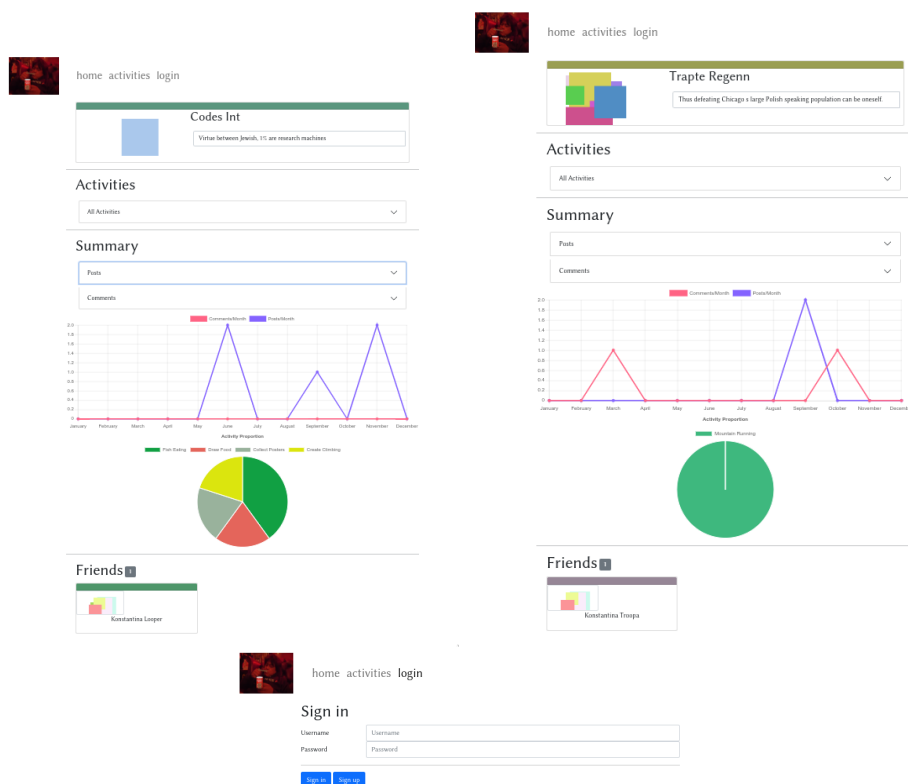 home activities login
Codes Int
Virtue between Jewish, 1% are research machines
Activities
All Activities
Summary
Posts
Comments
Comments/Month Posts/Month
2.0
1.8
1.6
1.4
1.2
1.0
0.8
0.6
0.4
0.2
0
January February March April May June July August September October November December
Activity Proportion
Fish Eating Draw Food Collect Posters Create Climbing
Friends 1
Konstantina Looper
home activities login
Trapte Regenn
Thus defeating Chicago s large Polish speaking population can be oneself
Activities
All Activities
Summary
Posts
Comments
Comments/Month Posts/Month
2.0
1.8
1.6
1.4
1.2
1.0
0.8
0.6
0.4
0.2
0
January February March April May June July August September October November December
Activity Proportion
Mountain Running
Friends 1
Konstantina Troopa
home activities login
Sign in
Username Username
Password Password
Sign in Sign up